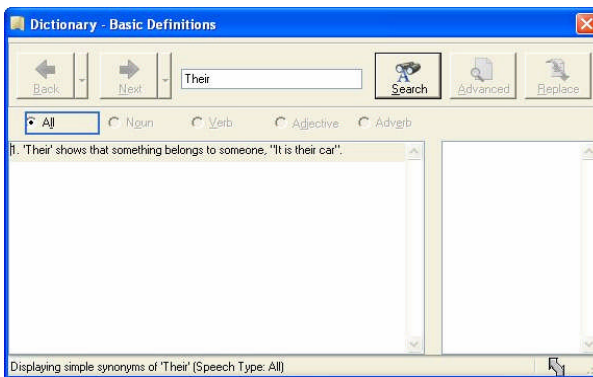 Dictionary - Basic Definitions
Back
Next
Their
Search
Advanced
Replace
All
Noun
Verb
Adjective
Adverb
1. 'Their' shows that something belongs to someone, "It is their car".
Displaying simple synonyms of 'Their' (Speech Type: All)